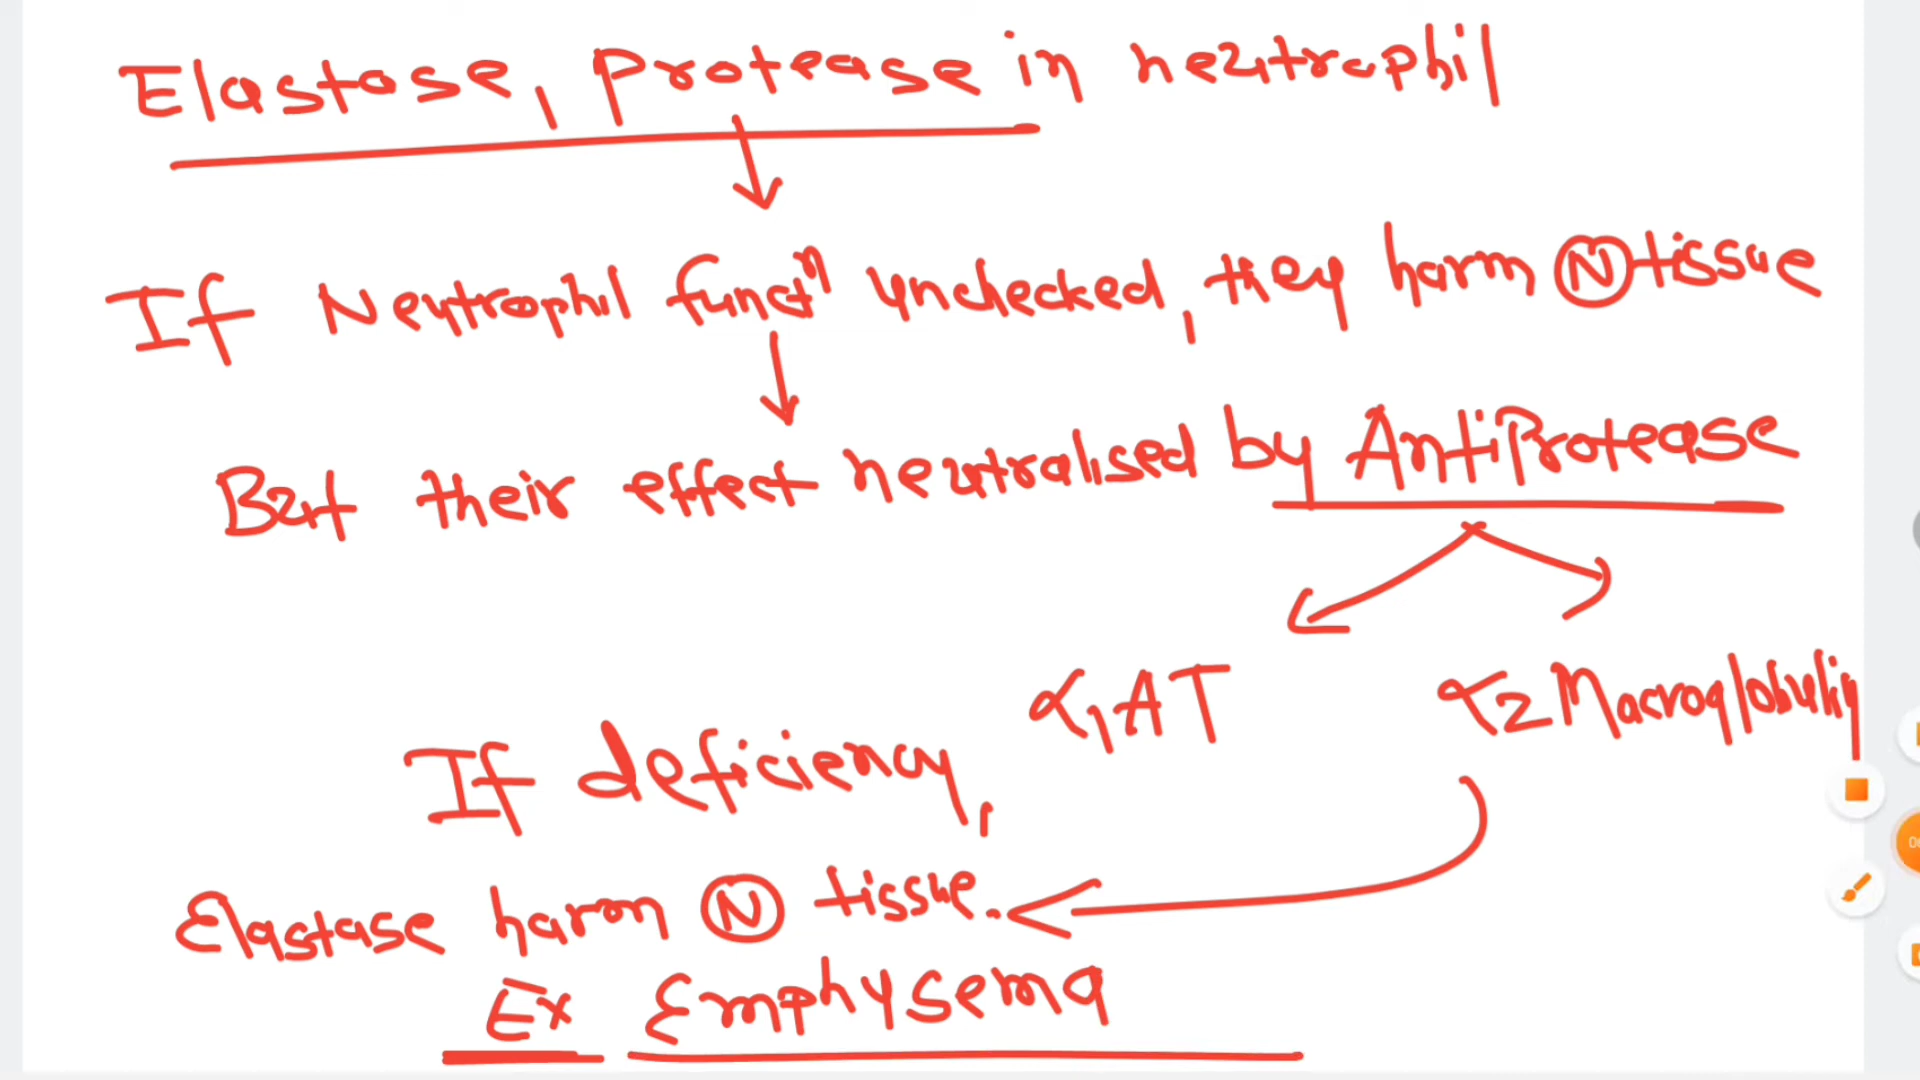 Elastase, protease in neutrophil
If Neutrophil functⁿ unchecked, they harm Ⓝ tissue
But their effect neutralised by AntiProtease
α1AT α2 Macroglobulin
If deficiency,
Elastase harm Ⓝ tissue.
Ex Emphysema